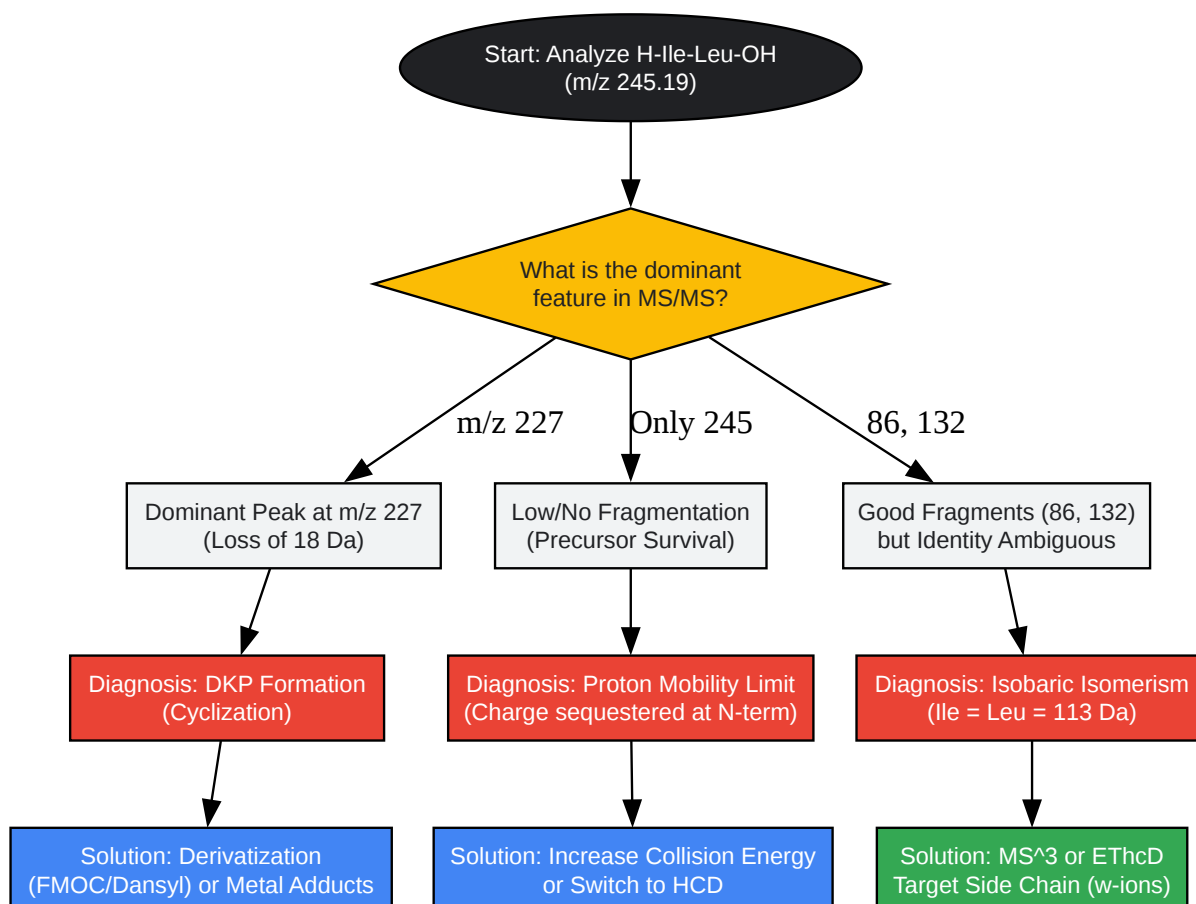 Start: Analyze H-Ile-Leu-OH
(m/z 245.19)
What is the dominant
feature in MS/MS?
m/z 227
Only 245
86, 132
Dominant Peak at m/z 227
(Loss of 18 Da)
Low/No Fragmentation
(Precursor Survival)
Good Fragments (86, 132)
but Identity Ambiguous
Diagnosis: DKP Formation
(Cyclization)
Diagnosis: Proton Mobility Limit
(Charge sequestered at N-term)
Diagnosis: Isobaric Isomerism
(Ile = Leu = 113 Da)
Solution: Derivatization
(FMOC/Dansyl) or Metal Adducts
Solution: Increase Collision Energy
or Switch to HCD
Solution: MS^3 or EThcD
Target Side Chain (w-ions)